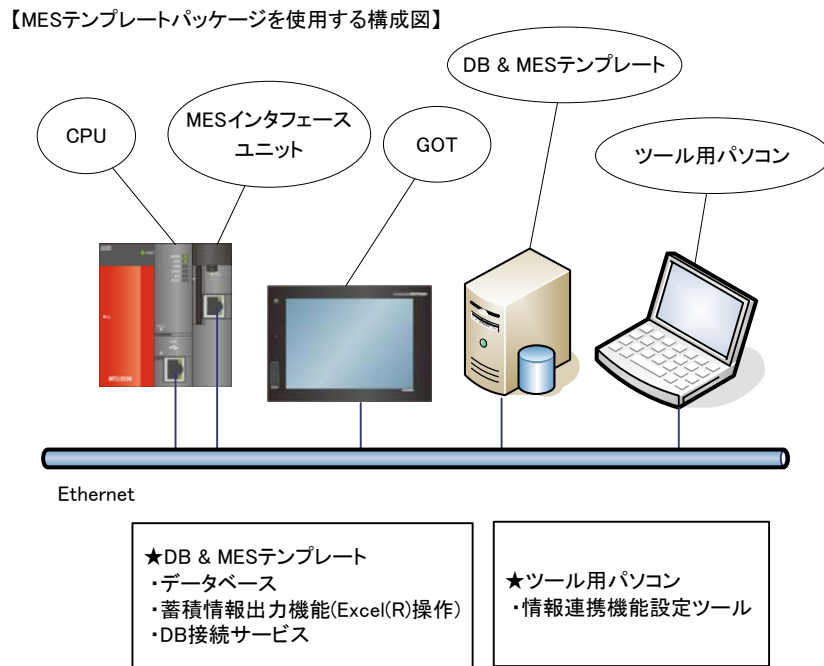 【MESテンプレートパッケージを使用する構成図】
DB & MESテンプレート
CPU
MESインタフェース
ユニット
GOT
ツール用パソコン
MITSUBISHI
Ethernet
★DB & MESテンプレート
・データベース
・蓄積情報出力機能(Excel(R)操作)
・DB接続サービス
★ツール用パソコン
・情報連携機能設定ツール